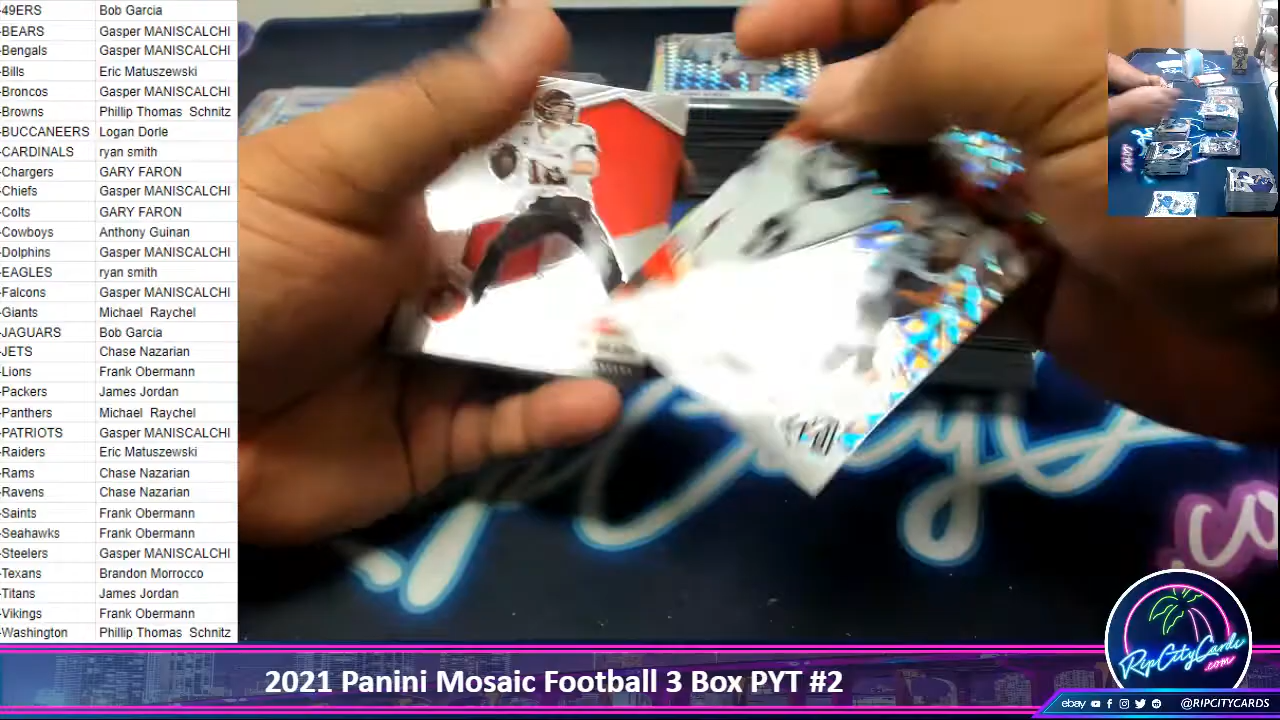 -49ERS Bob Garcia
-BEARS Gasper MANISCALCHI
-Bengals Gasper MANISCALCHI
-Bills Eric Matuszewski
-Broncos Gasper MANISCALCHI
-Browns Phillip Thomas Schnitz
-BUCCANEERS Logan Dorle
-CARDINALS ryan smith
-Chargers GARY FARON
-Chiefs Gasper MANISCALCHI
-Colts GARY FARON
-Cowboys Anthony Guinan
-Dolphins Gasper MANISCALCHI
-EAGLES ryan smith
-Falcons Gasper MANISCALCHI
-Giants Michael Raychel
-JAGUARS Bob Garcia
-JETS Chase Nazarian
-Lions Frank Obermann
-Packers James Jordan
-Panthers Michael Raychel
-PATRIOTS Gasper MANISCALCHI
-Raiders Eric Matuszewski
-Rams Chase Nazarian
-Ravens Chase Nazarian
-Saints Frank Obermann
-Seahawks Frank Obermann
-Steelers Gasper MANISCALCHI
-Texans Brandon Morrocco
-Titans James Jordan
-Vikings Frank Obermann
-Washington Phillip Thomas Schnitz
.co
RipCityCards
.com
2021 Panini Mosaic Football 3 Box PYT #2
ebay @RIPCITYCARDS